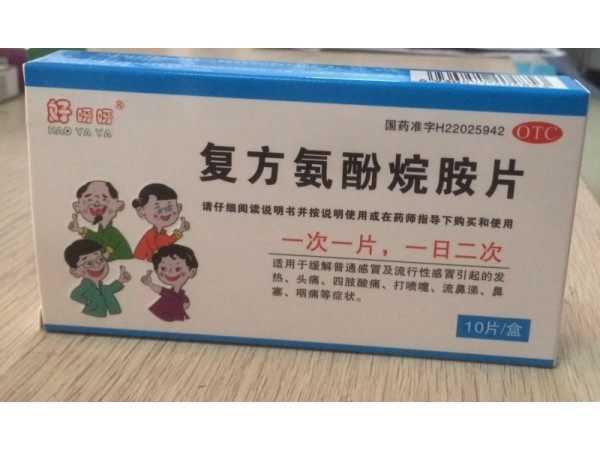 好呀呀®
HAO YA YA
国药准字H22025942 OTC
复方氨酚烷胺片
请仔细阅读说明书并按说明使用或在药师指导下购买和使用
一次一片，一日二次
适用于缓解普通感冒及流行性感冒引起的发
热、头痛、四肢酸痛、打喷嚏、流鼻涕、鼻
塞、咽痛等症状。
10片/盒